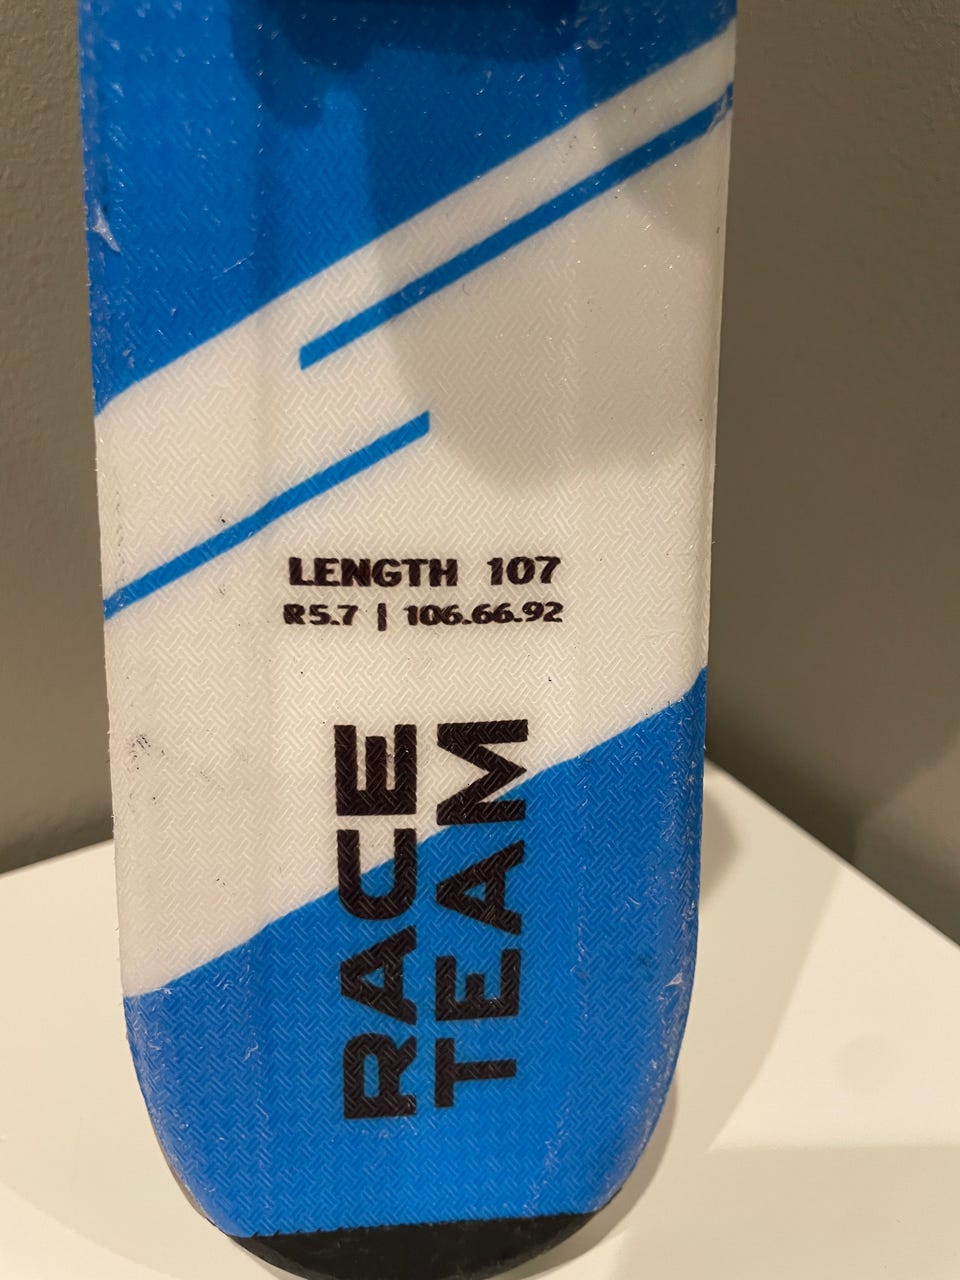 LENGTH 107
R5.7 | 106.66.92
RACE
TEAM